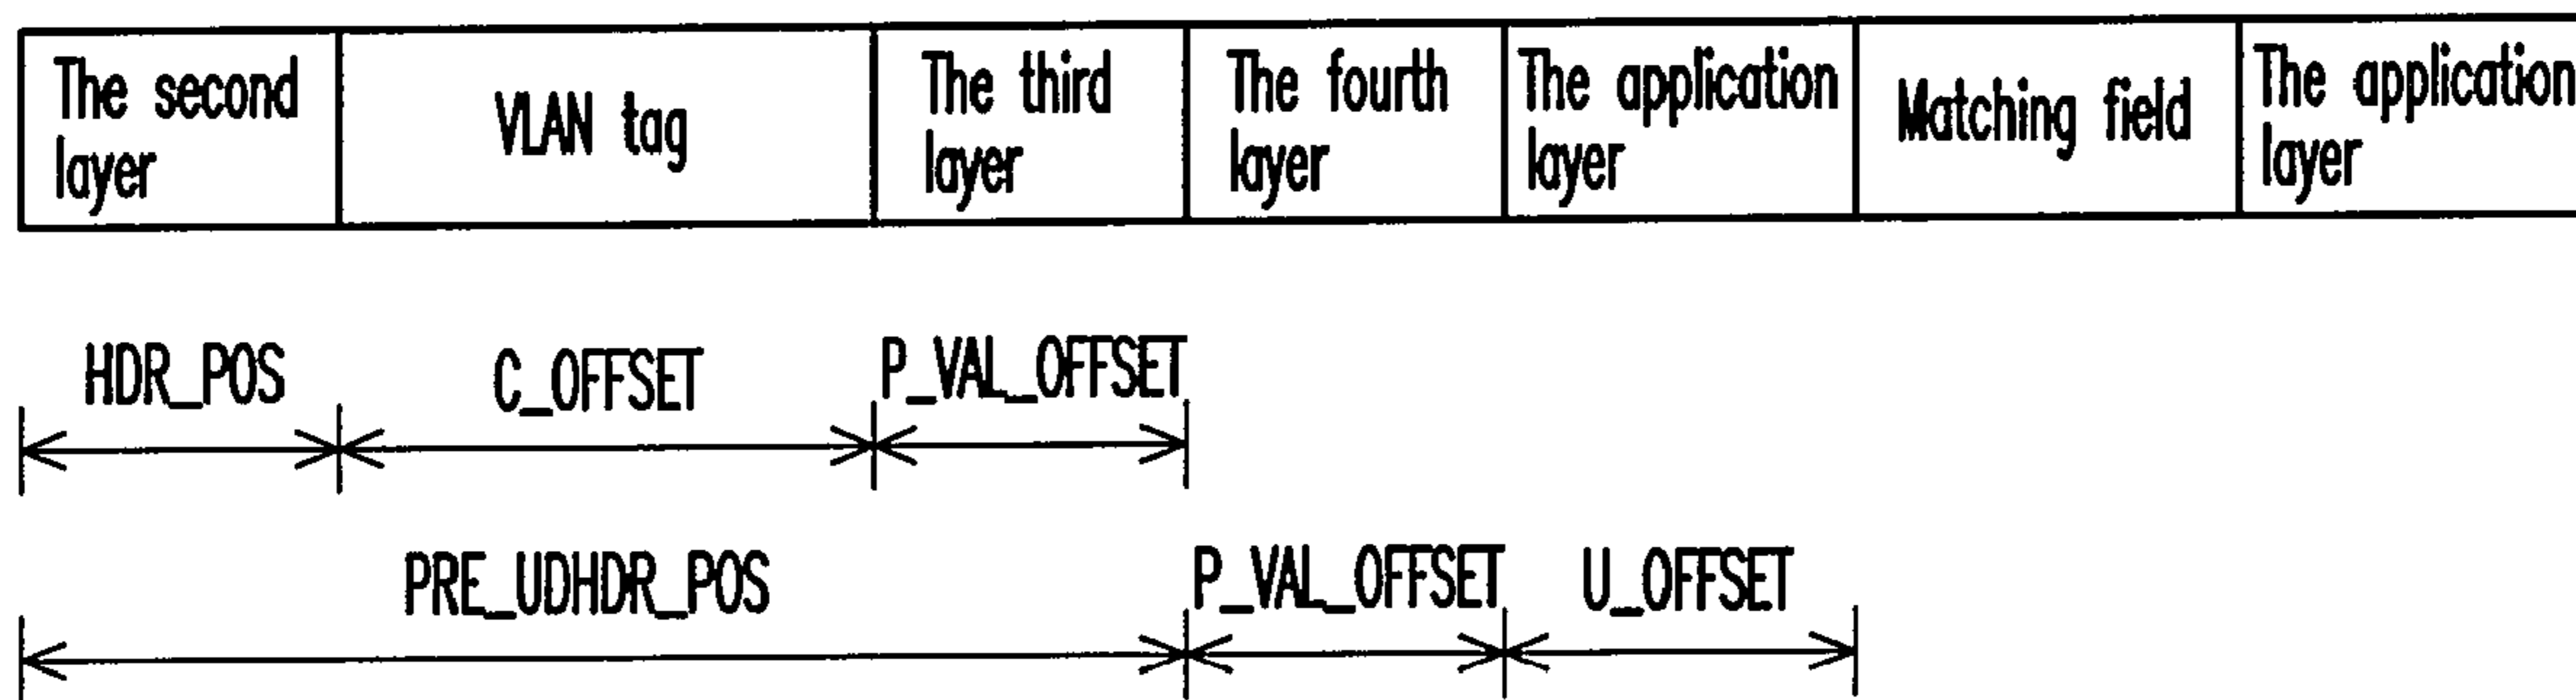 The second
layer
VLAN tag
The third
layer
The fourth
layer
The application
layer
Matching field
The application
layer
HDR_POS
C_OFFSET
P_VAL_OFFSET
PRE_UDHDR_POS
P_VAL_OFFSET
U_OFFSET